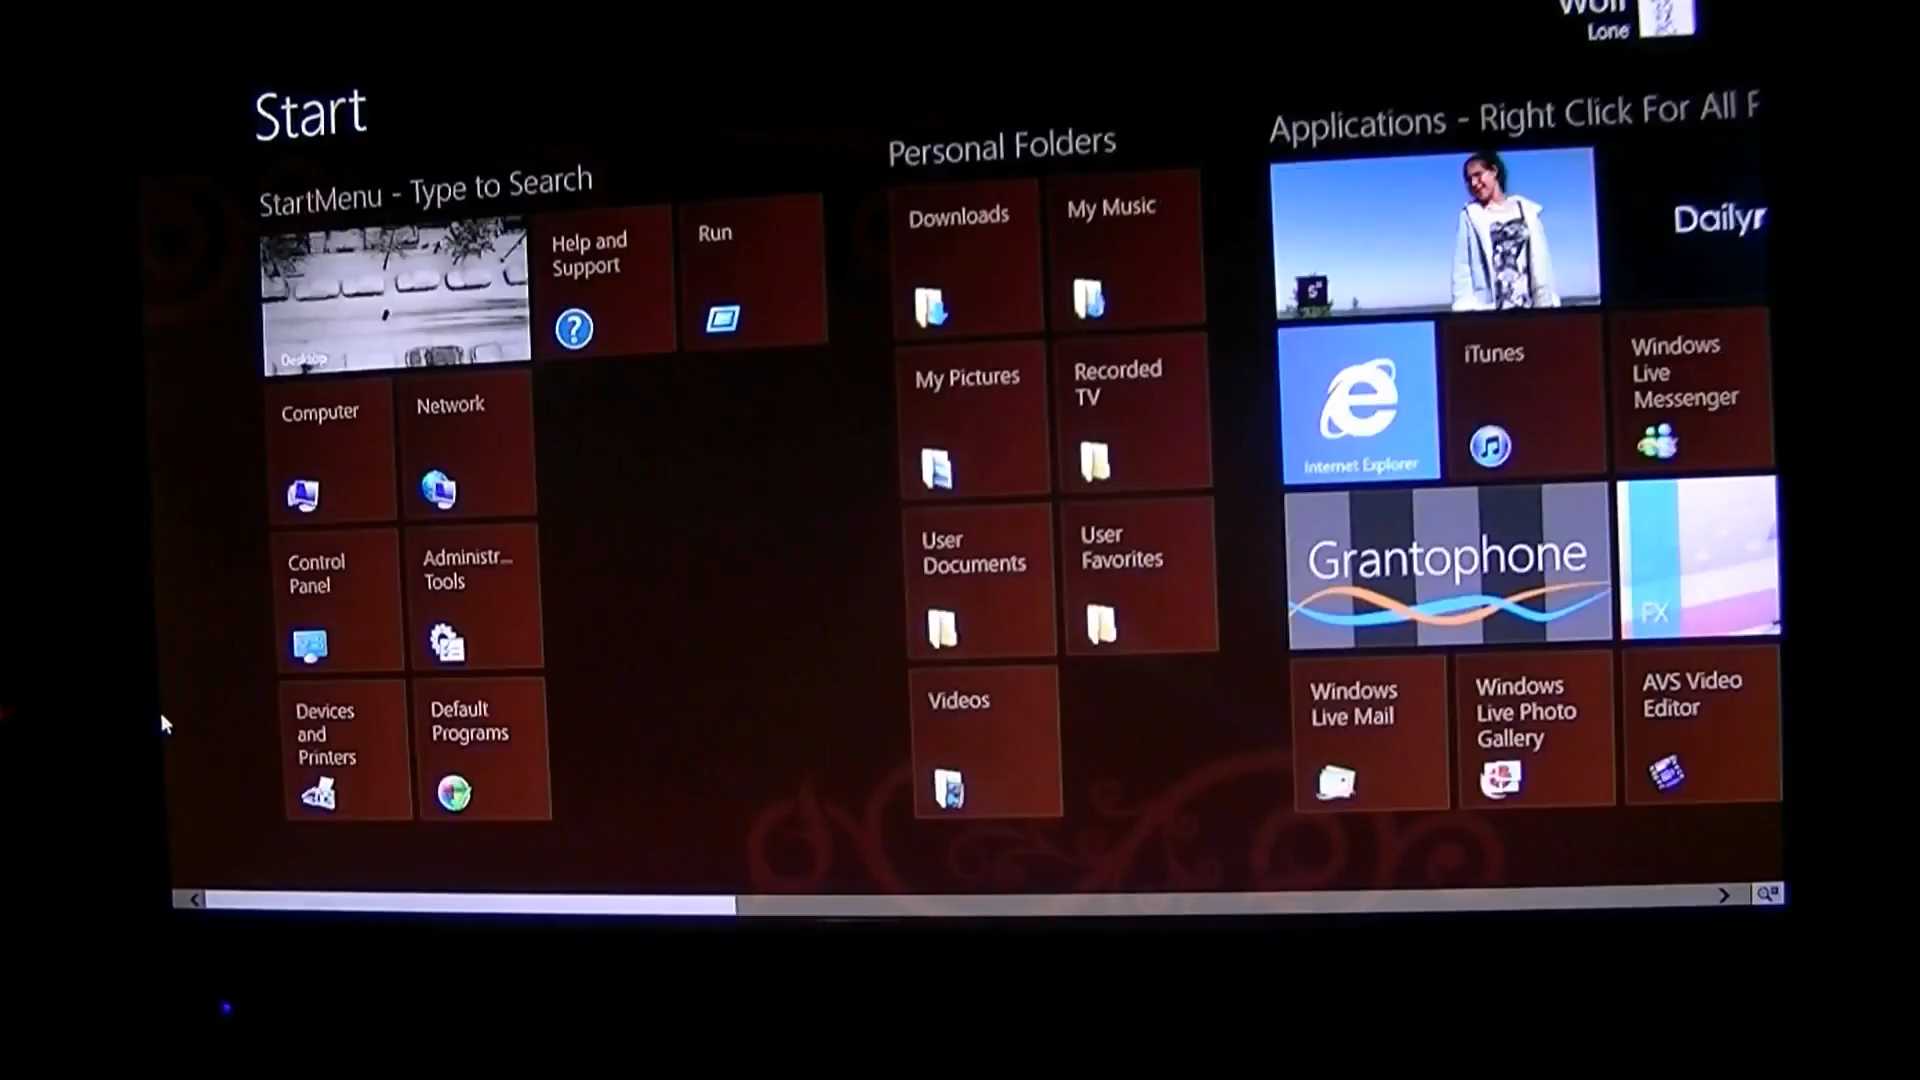 Lone
Start
StartMenu - Type to Search
Desktop
Help and
Support
Run
Computer
Network
Control
Panel
Administr...
Tools
Devices
and
Printers
Default
Programs
Personal Folders
Downloads
My Music
My Pictures
Recorded
TV
User
Documents
User
Favorites
Videos
Applications - Right Click For All
Internet Explorer
iTunes
Windows
Live
Messenger
Grantophone
FX
Windows
Live Mail
Windows
Live Photo
Gallery
AVS Video
Editor